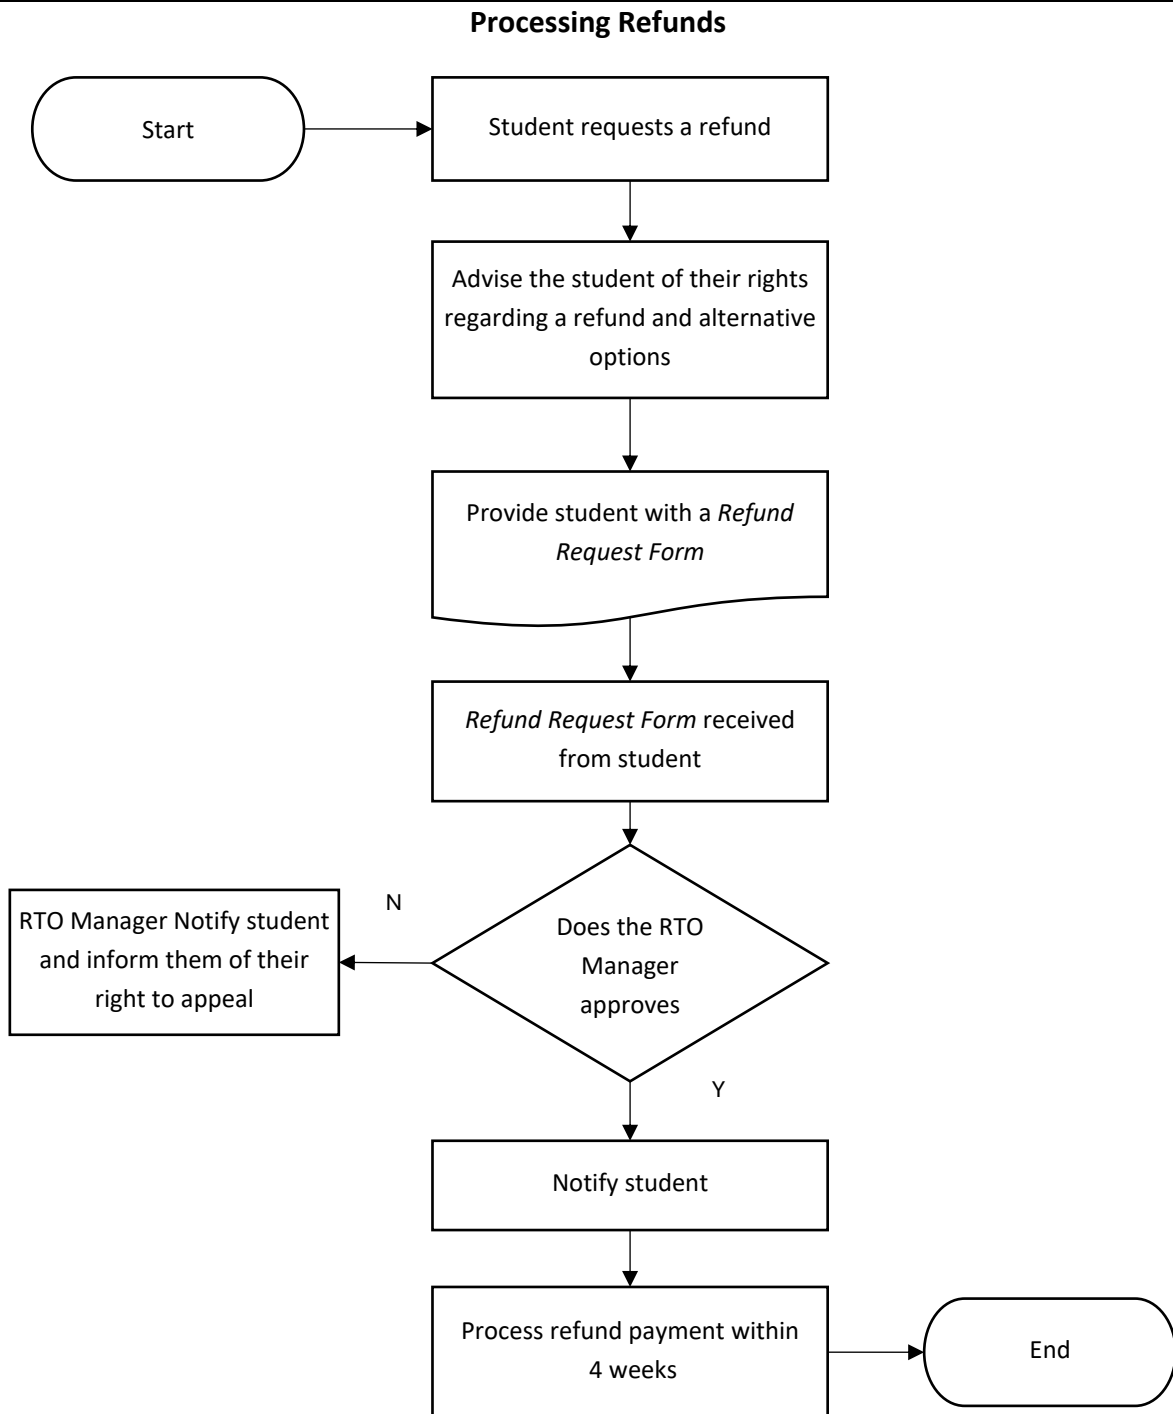 Processing Refunds
Start
Student requests a refund
Advise the student of their rights
regarding a refund and alternative
options
Provide student with a Refund
Request Form
Refund Request Form received
from student
N
RTO Manager Notify student
and inform them of their
right to appeal
Does the RTO
Manager
approves
Y
Notify student
Process refund payment within
4 weeks
End